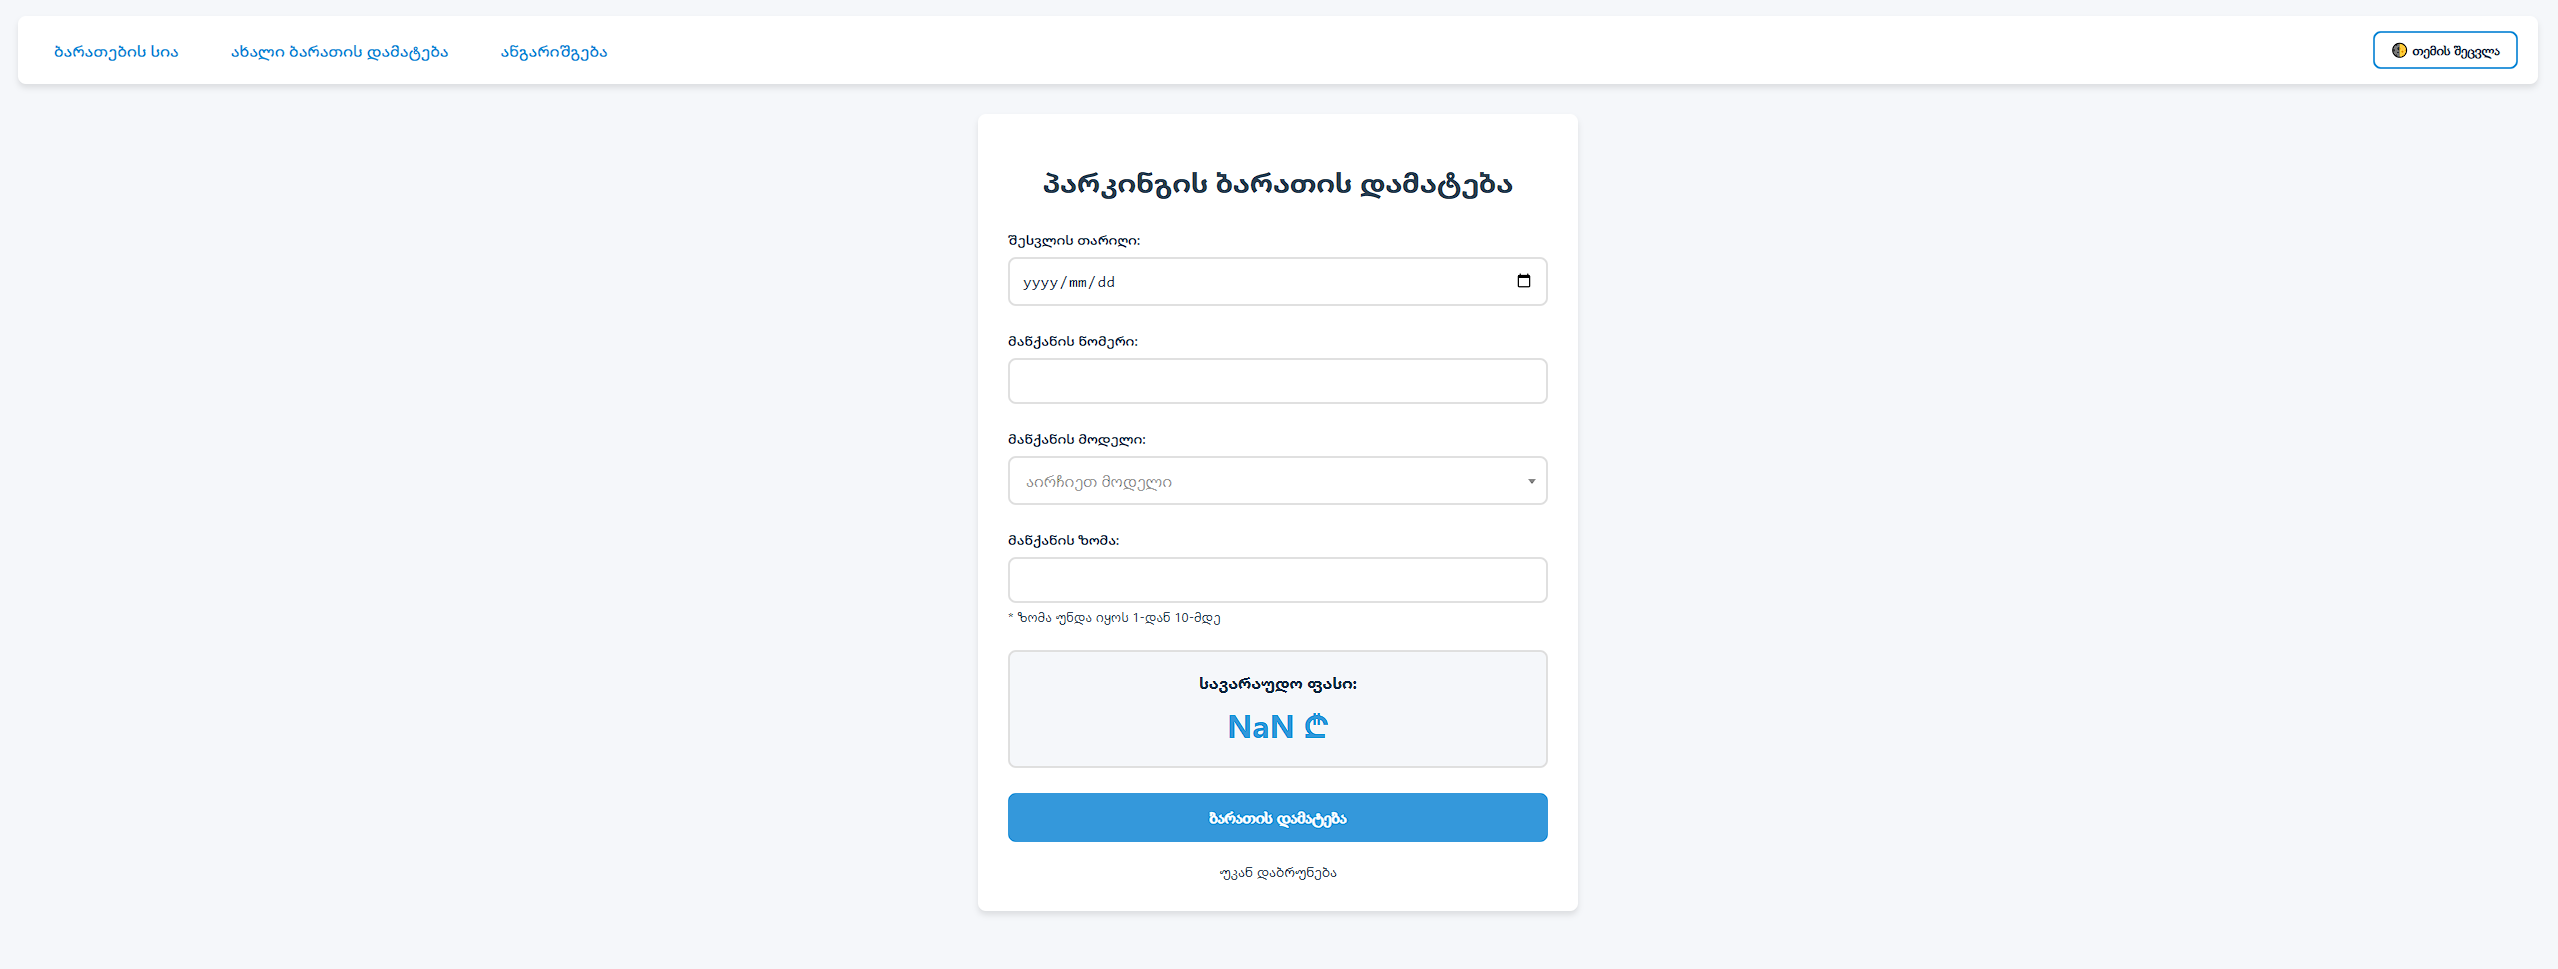 ბარათების სია
ახალი ბარათის დამატება
ანგარიშგება
თემის შეცვლა
პარკინგის ბარათის დამატება
შესვლის თარიღი:
yyyy/mm/dd
მანქანის ნომერი:
მანქანის მოდელი:
აირჩიეთ მოდელი
მანქანის ზომა:
* ზომა უნდა იყოს 1-დან 10-მდე
სავარაუდო ფასი:
NaN ₾
ბარათის დამატება
უკან დაბრუნება